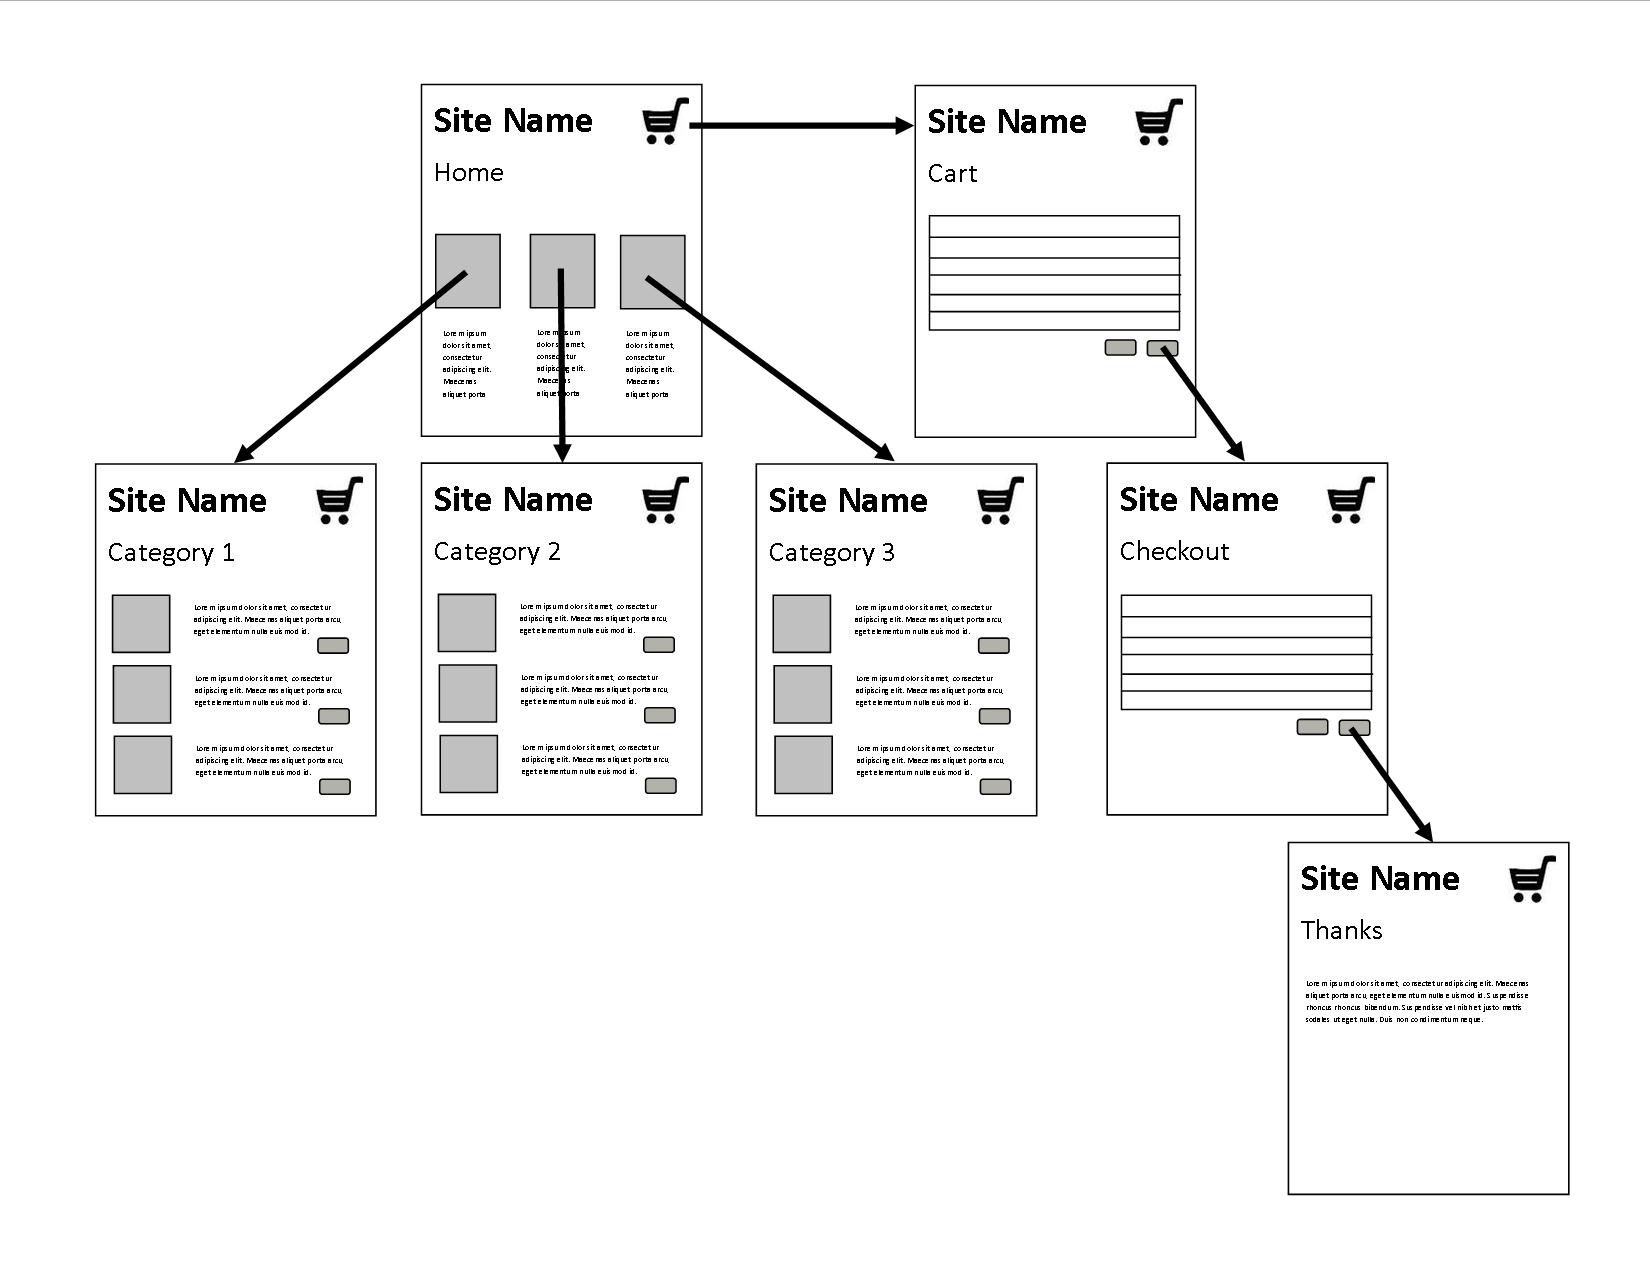 Site Name
Home
Lorem ipsum
dolor sit amet,
consectetur
adipiscing elit.
Maecenas
aliquet porta
Lorem ipsum
dolor sit amet,
consectetur
adipiscing elit.
Maecenas
aliquet porta
Lorem ipsum
dolor sit amet,
consectetur
adipiscing elit.
Maecenas
aliquet porta
Site Name
Cart
Site Name
Category 1
Lorem ipsum dolor sit amet, consectetur
adipiscing elit. Maecenas aliquet porta arcu,
eget elementum nulla euismod id.
Lorem ipsum dolor sit amet, consectetur
adipiscing elit. Maecenas aliquet porta arcu,
eget elementum nulla euismod id.
Lorem ipsum dolor sit amet, consectetur
adipiscing elit. Maecenas aliquet porta arcu,
eget elementum nulla euismod id.
Site Name
Category 2
Lorem ipsum dolor sit amet, consectetur
adipiscing elit. Maecenas aliquet porta arcu,
eget elementum nulla euismod id.
Lorem ipsum dolor sit amet, consectetur
adipiscing elit. Maecenas aliquet porta arcu,
eget elementum nulla euismod id.
Lorem ipsum dolor sit amet, consectetur
adipiscing elit. Maecenas aliquet porta arcu,
eget elementum nulla euismod id.
Site Name
Category 3
Lorem ipsum dolor sit amet, consectetur
adipiscing elit. Maecenas aliquet porta arcu,
eget elementum nulla euismod id.
Lorem ipsum dolor sit amet, consectetur
adipiscing elit. Maecenas aliquet porta arcu,
eget elementum nulla euismod id.
Lorem ipsum dolor sit amet, consectetur
adipiscing elit. Maecenas aliquet porta arcu,
eget elementum nulla euismod id.
Site Name
Checkout
Site Name
Thanks
Lorem ipsum dolor sit amet, consectetur adipiscing elit. Maecenas
aliquet porta arcu, eget elementum nulla euismod id. Suspendisse
rhoncus rhoncus bibendum. Suspendisse vel nibh et justo mattis
sodales ut eget nulla. Duis non condimentum neque.